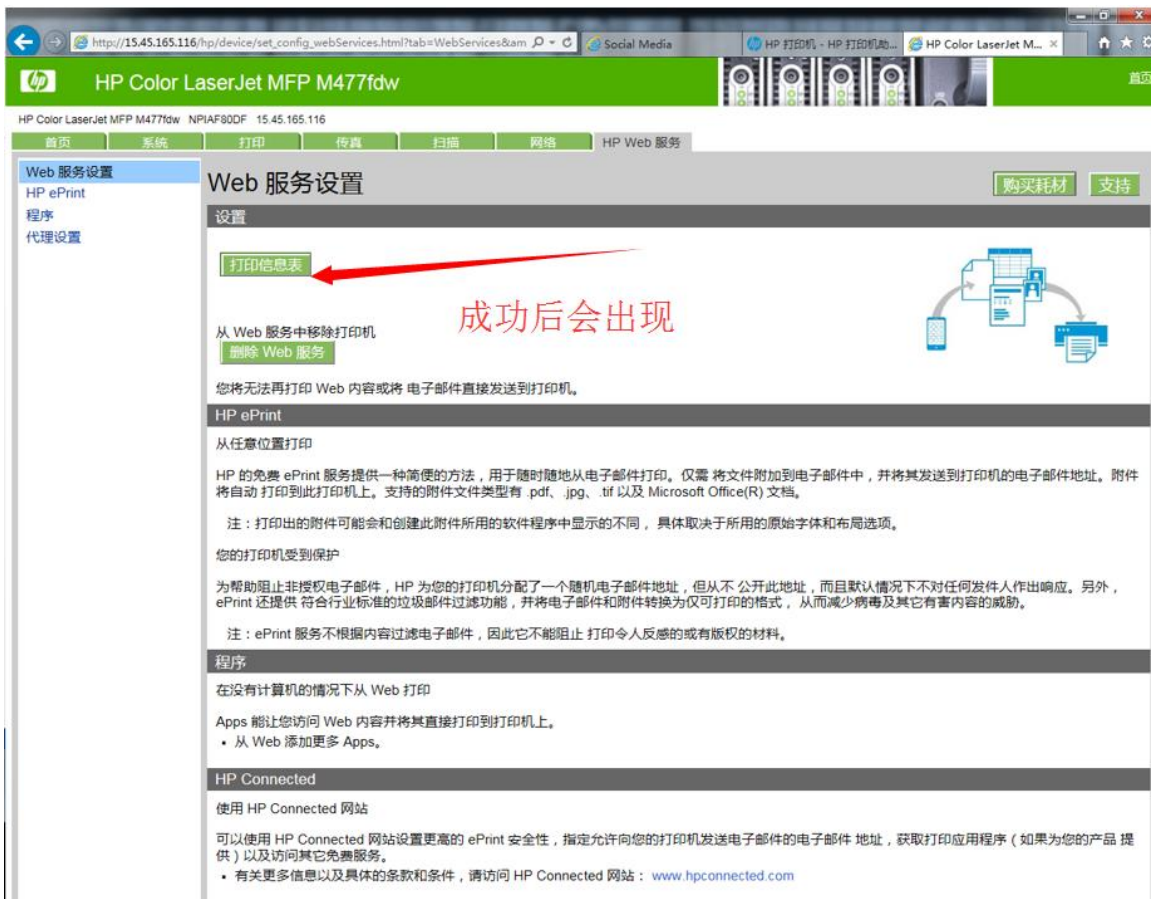 http://15.45.165.116/hp/device/set_config_webServices.html?tab=WebServices&am
Social Media
HP 打印机 - HP 打印机助...
HP Color LaserJet M...
hp
HP Color LaserJet MFP M477fdw
首页
HP Color LaserJet MFP M477fdw NPIAF80DF 15.45.165.116
首页 系统 打印 传真 扫描 网络 HP Web 服务
Web 服务设置
HP ePrint
程序
代理设置
Web 服务设置
购买耗材 支持
设置
打印信息表
成功后会出现
从 Web 服务中移除打印机
删除 Web 服务
您将无法再打印 Web 内容或将 电子邮件直接发送到打印机。
HP ePrint
从任意位置打印
HP 的免费 ePrint 服务提供一种简便的方法，用于随时随地从电子邮件打印。仅需 将文件附加到电子邮件中，并将其发送到打印机的电子邮件地址。附件
将自动 打印到此打印机上。支持的附件文件类型有 .pdf、.jpg、.tif 以及 Microsoft Office(R) 文档。
注：打印出的附件可能会和创建此附件所用的软件程序中显示的不同， 具体取决于所用的原始字体和布局选项。
您的打印机受到保护
为帮助阻止非授权电子邮件，HP 为您的打印机分配了一个随机电子邮件地址，但从不 公开此地址，而且默认情况下不对任何发件人作出响应。另外，
ePrint 还提供 符合行业标准的垃圾邮件过滤功能，并将电子邮件和附件转换为仅可打印的格式， 从而减少病毒及其它有害内容的威胁。
注：ePrint 服务不根据内容过滤电子邮件，因此它不能阻止 打印令人反感的或有版权的材料。
程序
在没有计算机的情况下从 Web 打印
Apps 能让您访问 Web 内容并将其直接打印到打印机上。
• 从 Web 添加更多 Apps。
HP Connected
使用 HP Connected 网站
可以使用 HP Connected 网站设置更高的 ePrint 安全性，指定允许向您的打印机发送电子邮件的电子邮件 地址，获取打印应用程序（如果为您的产品 提
供）以及访问其它免费服务。
• 有关更多信息以及具体的条款和条件，请访问 HP Connected 网站： www.hpconnected.com